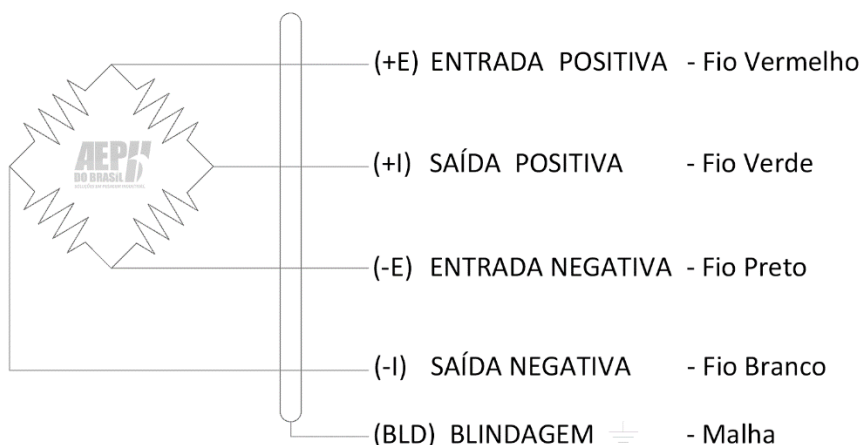 (+E) ENTRADA POSITIVA - Fio Vermelho
(+I) SAÍDA POSITIVA - Fio Verde
AEPH
DO BRASIL
(-E) ENTRADA NEGATIVA - Fio Preto
(-I) SAÍDA NEGATIVA - Fio Branco
(BLD) BLINDAGEM - Malha